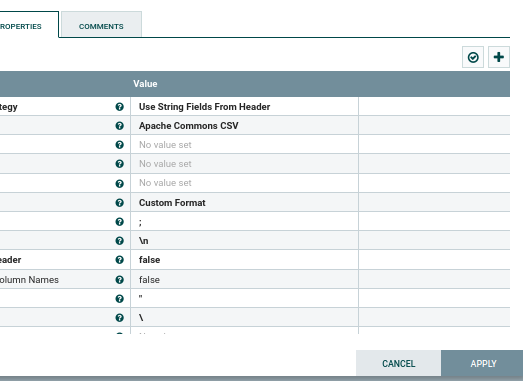 ROPERTIES COMMENTS
Value
tegy Use String Fields From Header
Apache Commons CSV
No value set
No value set
No value set
Custom Format
;
\n
eader false
olumn Names false
"
\
CANCEL APPLY